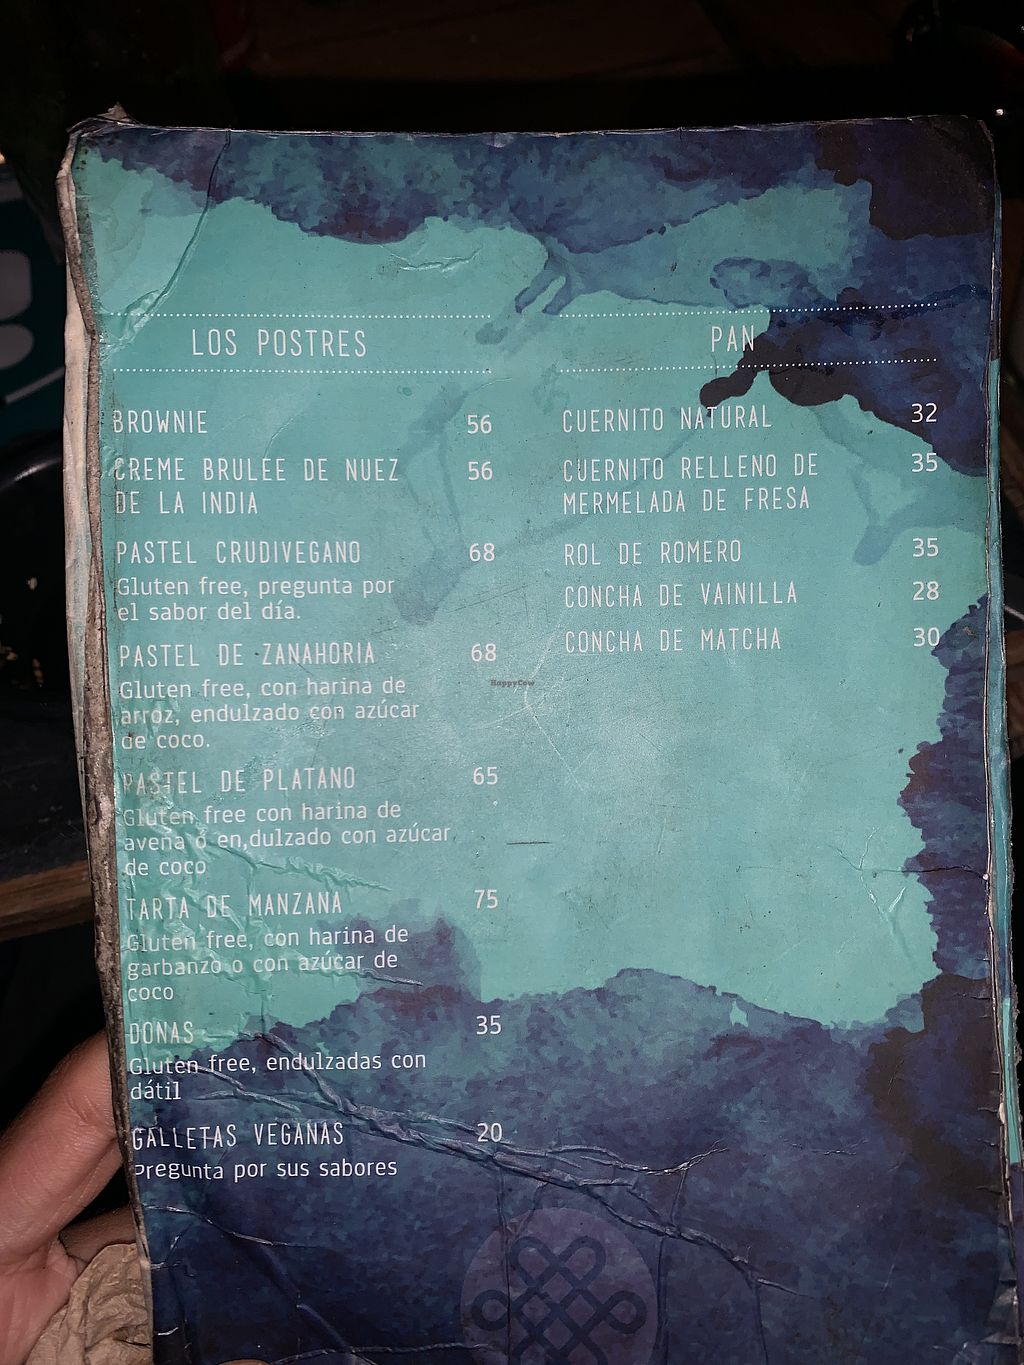 LOS POSTRES
BROWNIE 56
CREME BRULEE DE NUEZ 56
DE LA INDIA
PASTEL CRUDIVEGANO 68
Gluten free, pregunta por
el sabor del día.
PASTEL DE ZANAHORIA 68
Gluten free, con harina de
arroz, endulzado con azúcar
de coco.
PASTEL DE PLATANO 65
Gluten free con harina de
avena o en,dulzado con azúcar
de coco
TARTA DE MANZANA 75
Gluten free, con harina de
garbanzo o con azúcar de
coco
DONAS 35
Gluten free, endulzadas con
dátil
GALLETAS VEGANAS 20
Pregunta por sus sabores
PAN
CUERNITO NATURAL 32
CUERNITO RELLENO DE 35
MERMELADA DE FRESA
ROL DE ROMERO 35
CONCHA DE VAINILLA 28
CONCHA DE MATCHA 30
HappyCow